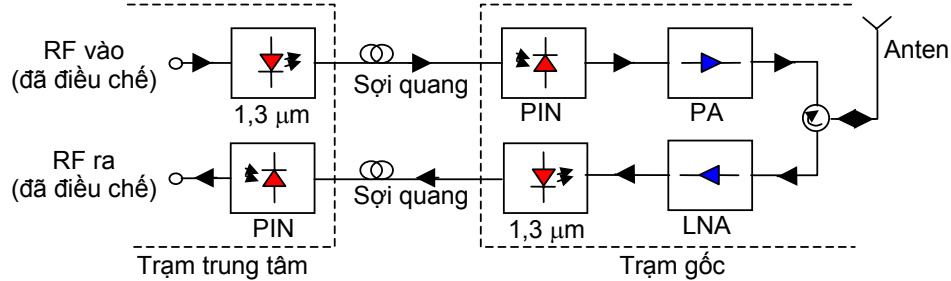 RF vào
(đã điều chế)
1,3 μm
Sợi quang
PIN
PA
Anten
RF ra
(đã điều chế)
PIN
Sợi quang
1,3 μm
LNA
Trạm trung tâm
Trạm gốc